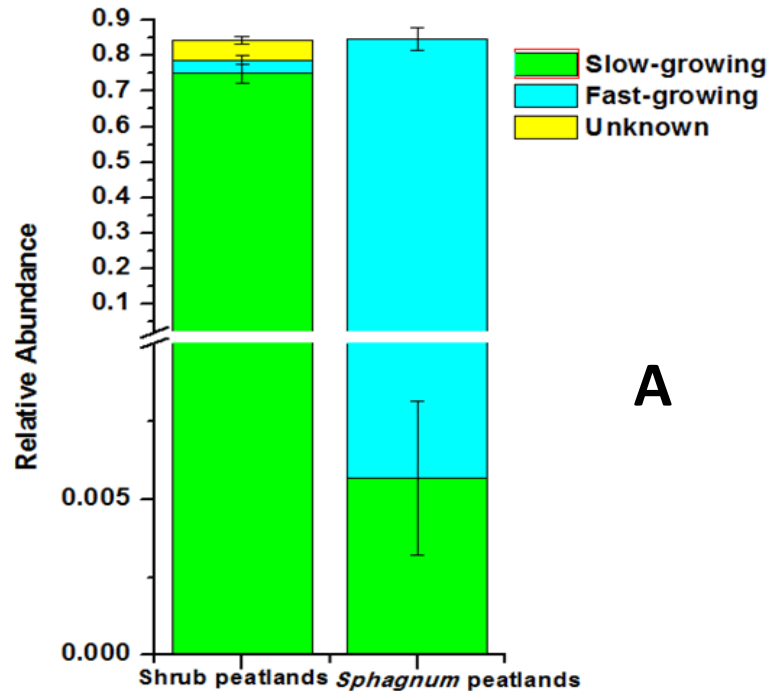 0.9
0.8
0.7
0.6
0.5
0.4
0.3
0.2
0.1
0.005
0.000
Relative Abundance
Shrub peatlands
Sphagnum peatlands
Slow-growing
Fast-growing
Unknown
A